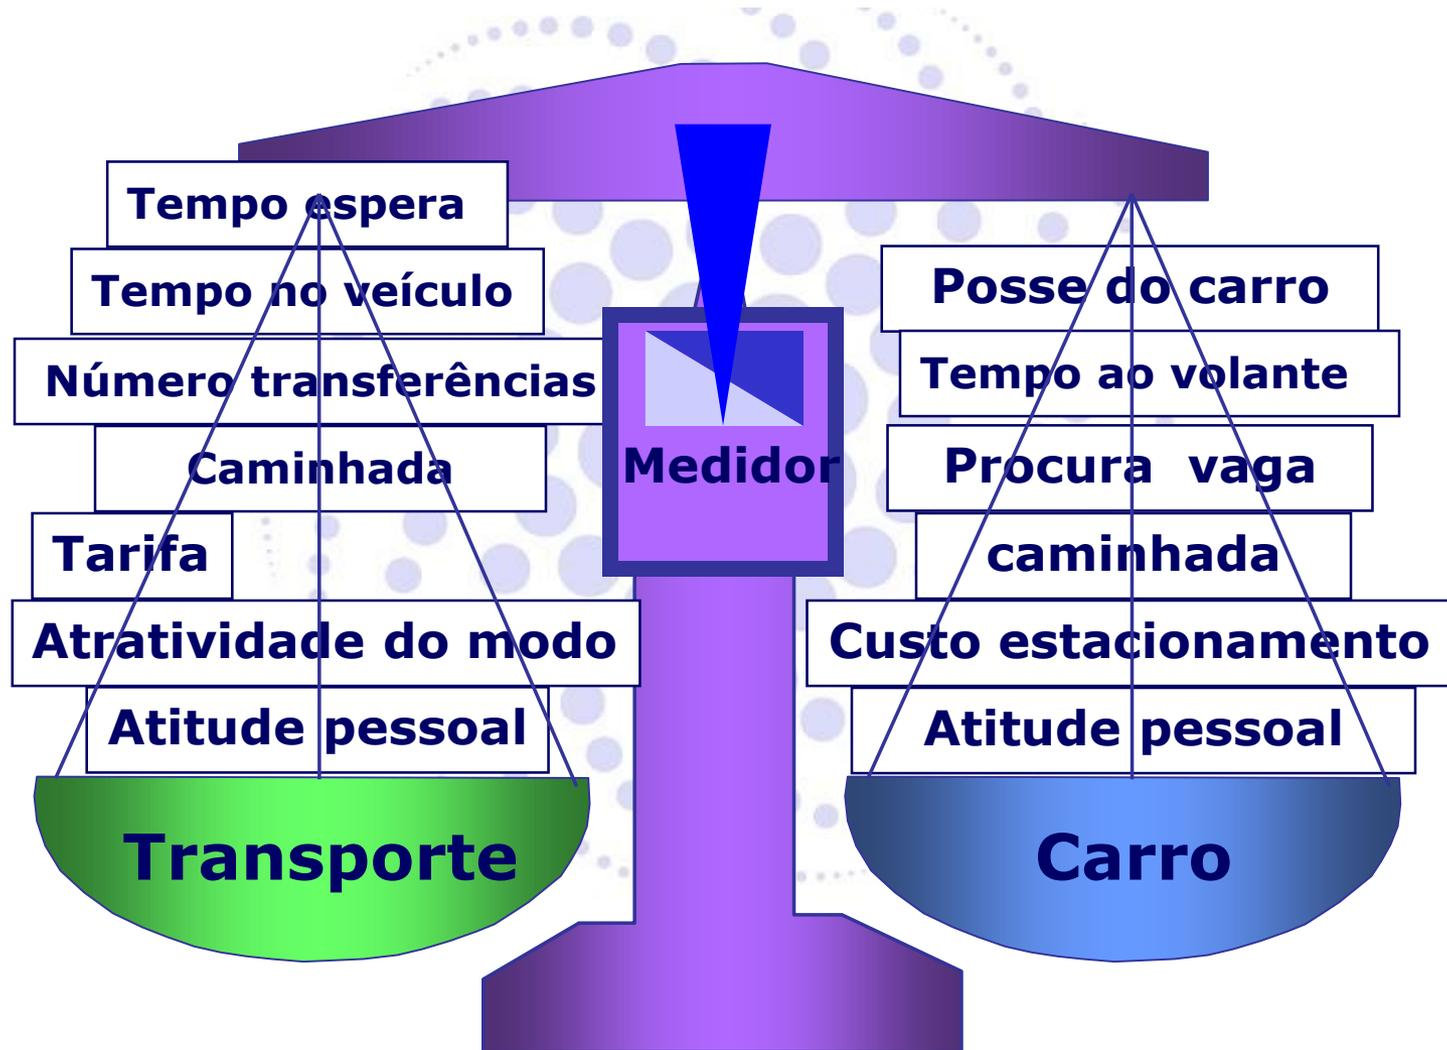 Tempo espera
Tempo no veículo
Número transferências
Caminhada
Tarifa
Atratividade do modo
Atitude pessoal
Transporte
Medidor
Posse do carro
Tempo ao volante
Procura vaga
caminhada
Custo estacionamento
Atitude pessoal
Carro